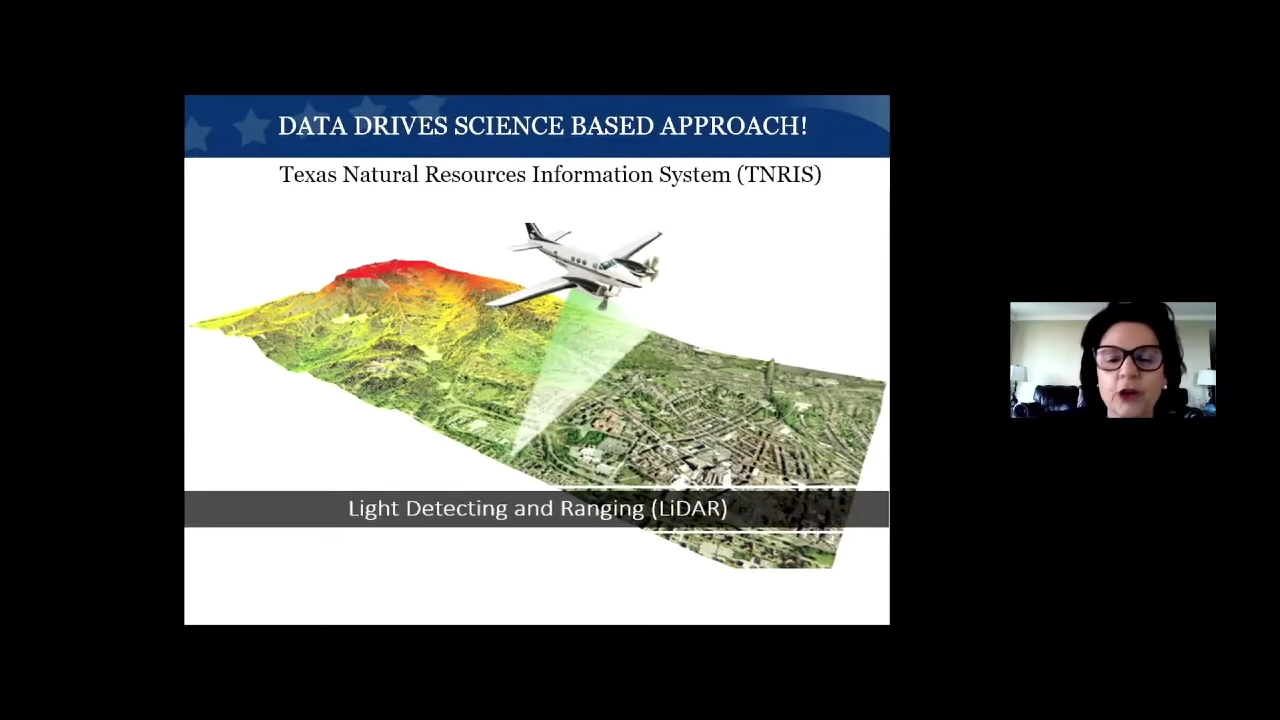 DATA DRIVES SCIENCE BASED APPROACH!
Texas Natural Resources Information System (TNRIS)
Light Detecting and Ranging (LiDAR)